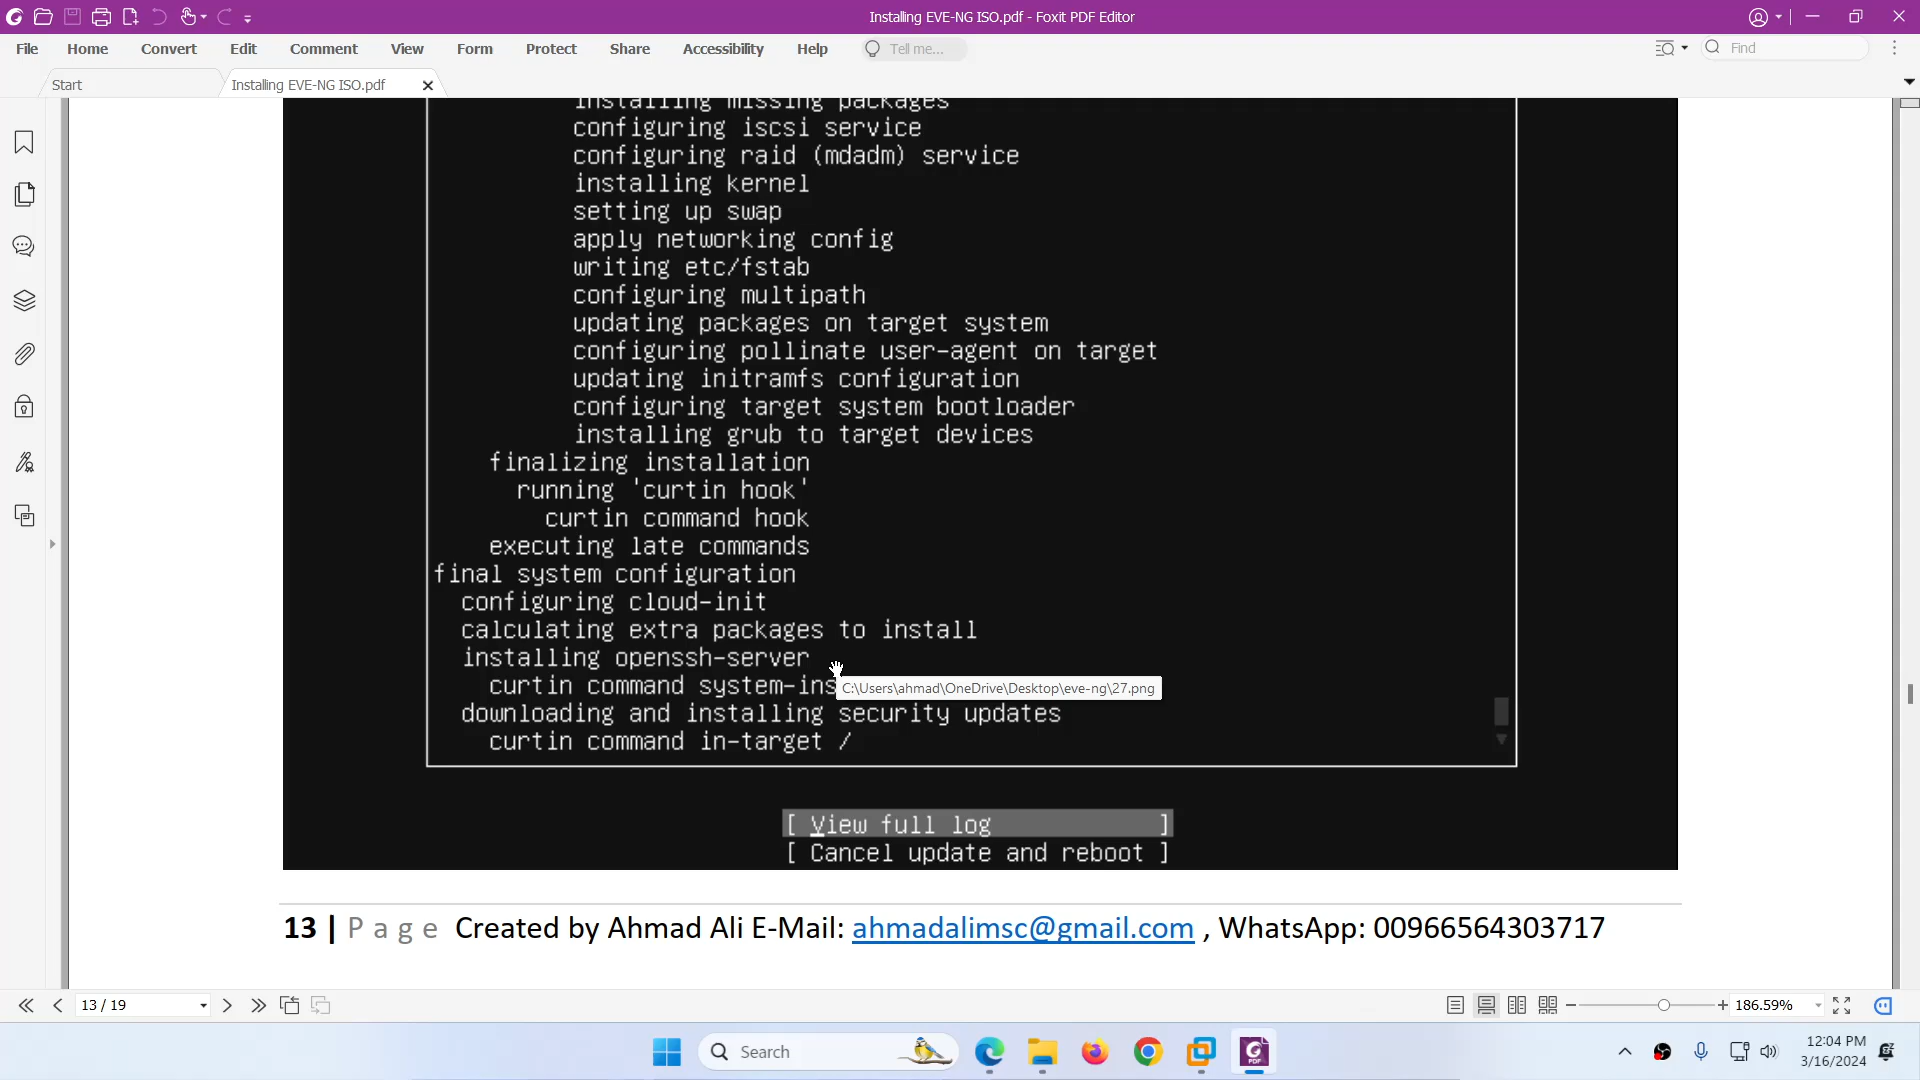 Installing EVE-NG ISO.pdf - Foxit PDF Editor
File Home Convert Edit Comment View Form Protect Share Accessibility Help Tell me... Find
Start
Installing EVE-NG ISO.pdf
installing missing packages
configuring iscsi service
configuring raid (mdadm) service
installing kernel
setting up swap
apply networking config
writing etc/fstab
configuring multipath
updating packages on target system
configuring pollinate user-agent on target
updating initramfs configuration
configuring target system bootloader
installing grub to target devices
finalizing installation
running 'curtin hook'
curtin command hook
executing late commands
final system configuration
configuring cloud-init
calculating extra packages to install
installing openssh-server
curtin command system-ins
C:\Users\ahmad\OneDrive\Desktop\eve-ng\27.png
downloading and installing security updates
curtin command in-target /
[ View full log ]
[ Cancel update and reboot ]
13 | P a g e Created by Ahmad Ali E-Mail: ahmadalimsc@gmail.com , WhatsApp: 00966564303717
13 / 19
186.59%
Search
12:04 PM
3/16/2024